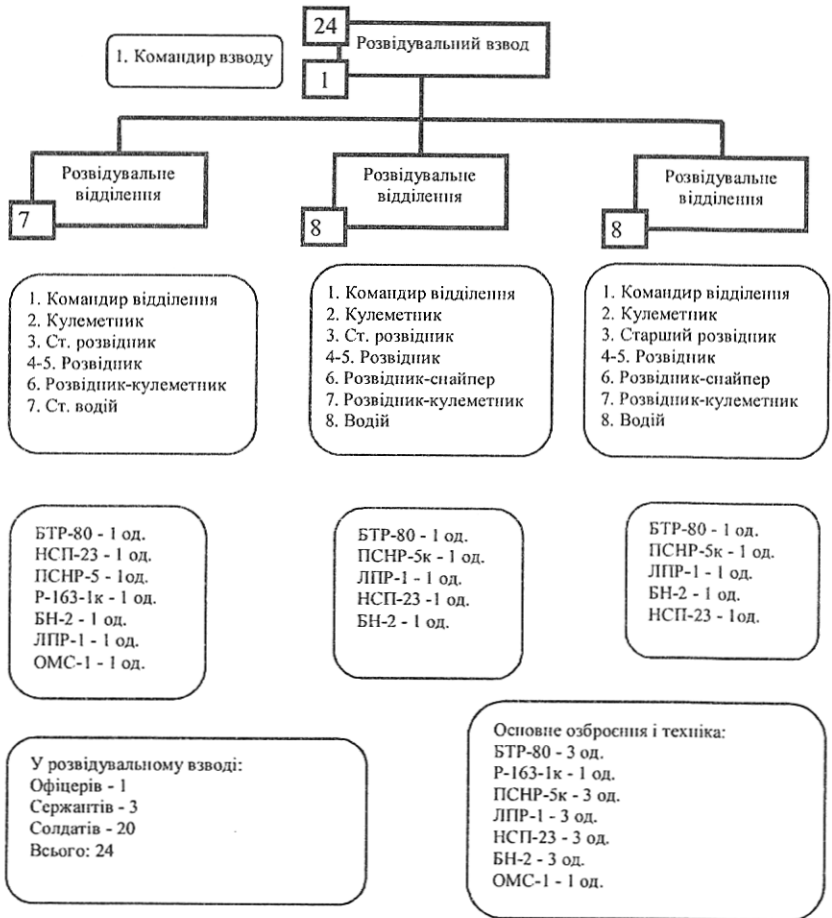 24
Розвідувальний взвод
1
1. Командир взводу
Розвідувальне
відділення
7
Розвідувальне
відділення
8
Розвідувальне
відділення
8
1. Командир відділення
2. Кулеметник
3. Ст. розвідник
4-5. Розвідник
6. Розвідник-кулеметник
7. Ст. водій
1. Командир відділення
2. Кулеметник
3. Ст. розвідник
4-5. Розвідник
6. Розвідник-снайпер
7. Розвідник-кулеметник
8. Водій
1. Командир відділення
2. Кулеметник
3. Старший розвідник
4-5. Розвідник
6. Розвідник-снайпер
7. Розвідник-кулеметник
8. Водій
БТР-80 - 1 од.
НСП-23 - 1 од.
ПСНР-5 - 1од.
Р-163-1к - 1 од.
БН-2 - 1 од.
ЛПР-1 - 1 од.
ОМС-1 - 1 од.
БТР-80 - 1 од.
ПСНР-5к - 1 од.
ЛПР-1 - 1 од.
НСП-23 -1 од.
БН-2 - 1 од.
БТР-80 - 1 од.
ПСНР-5к - 1 од.
ЛПР-1 - 1 од.
БН-2 - 1 од.
НСП-23 - 1од.
У розвідувальному взводі:
Офіцерів - 1
Сержантів - 3
Солдатів - 20
Всього: 24
Основне озброєння і техніка:
БТР-80 - 3 од.
Р-163-1к - 1 од.
ПСНР-5к - 3 од.
ЛПР-1 - 3 од.
НСП-23 - 3 од.
БН-2 - 3 од.
ОМС-1 - 1 од.